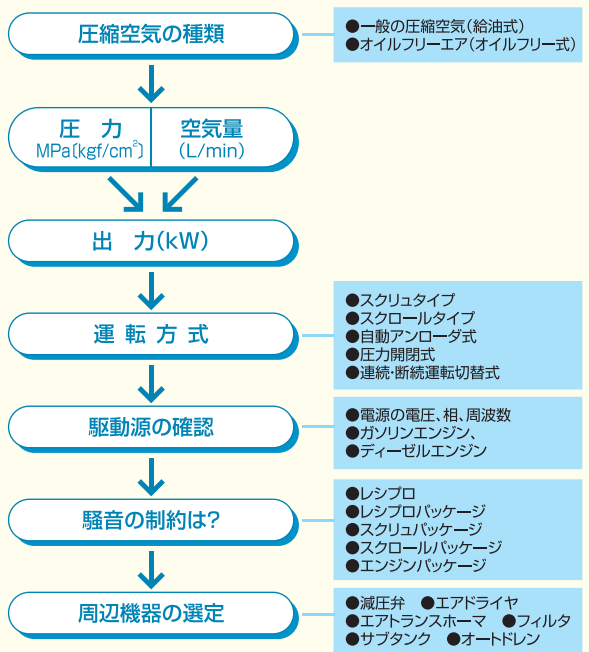 圧縮空気の種類
●一般の圧縮空気(給油式)
●オイルフリーエア(オイルフリー式)
圧 力
MPa〔kgf/cm²〕
空気量
(L/min)
出 力(kW)
運 転 方 式
●スクリュタイプ
●スクロールタイプ
●自動アンローダ式
●圧力開閉式
●連続・断続運転切替式
駆動源の確認
●電源の電圧、相、周波数
●ガソリンエンジン、
●ディーゼルエンジン
騒音の制約は?
●レシプロ
●レシプロパッケージ
●スクリュパッケージ
●スクロールパッケージ
●エンジンパッケージ
周辺機器の選定
●減圧弁 ●エアドライヤ
●エアトランスホーマ ●フィルタ
●サブタンク ●オートドレン